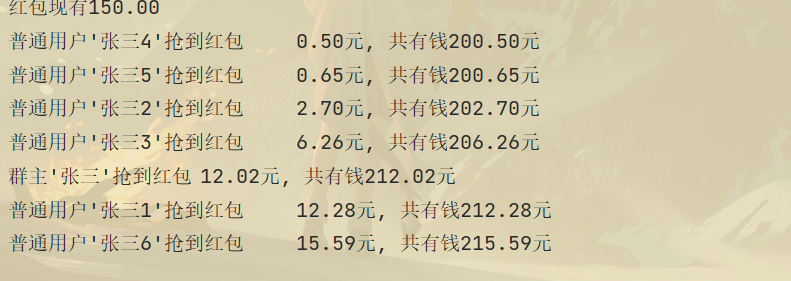 红包现有150.00
普通用户'张三4'抢到红包 0.50元, 共有钱200.50元
普通用户'张三5'抢到红包 0.65元, 共有钱200.65元
普通用户'张三2'抢到红包 2.70元, 共有钱202.70元
普通用户'张三3'抢到红包 6.26元, 共有钱206.26元
群主'张三'抢到红包 12.02元, 共有钱212.02元
普通用户'张三1'抢到红包 12.28元, 共有钱212.28元
普通用户'张三6'抢到红包 15.59元, 共有钱215.59元